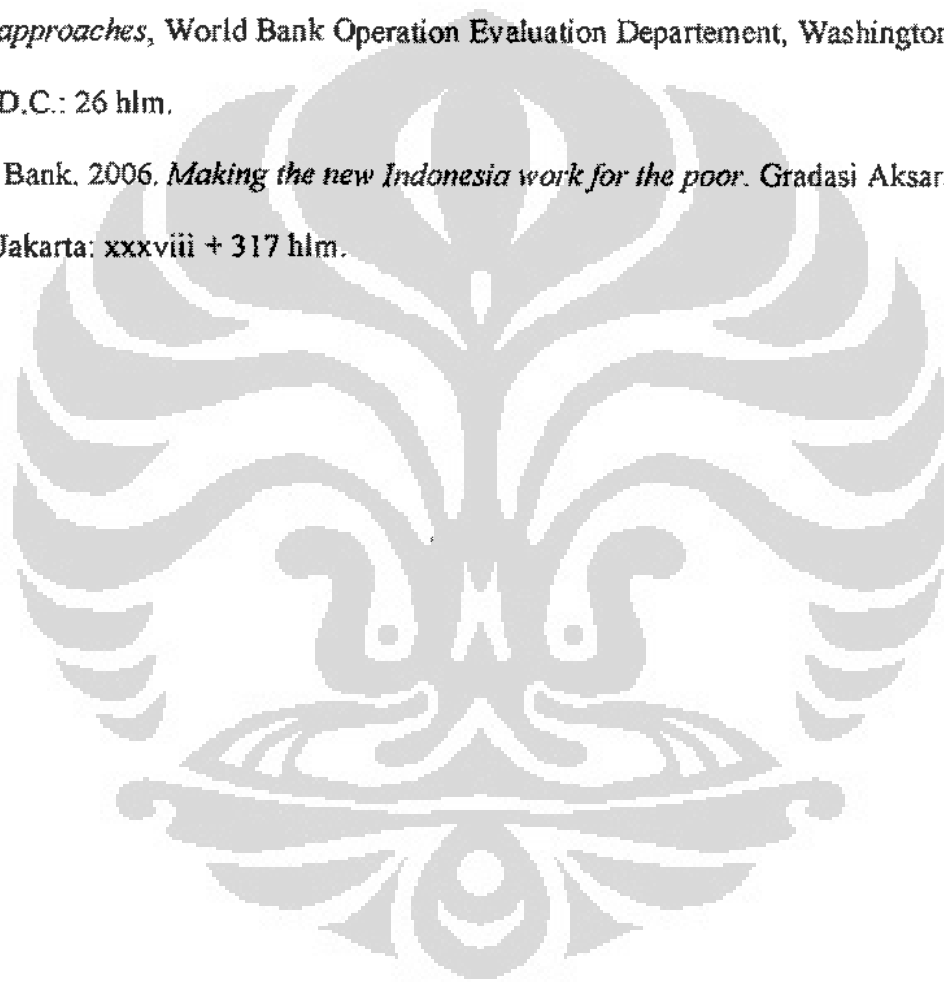 approaches, World Bank Operation Evaluation Departement, Washington
D.C.: 26 hlm.
Bank. 2006. Making the new Indonesia work for the poor. Gradasi Aksar
Jakarta: xxxviii + 317 hlm.